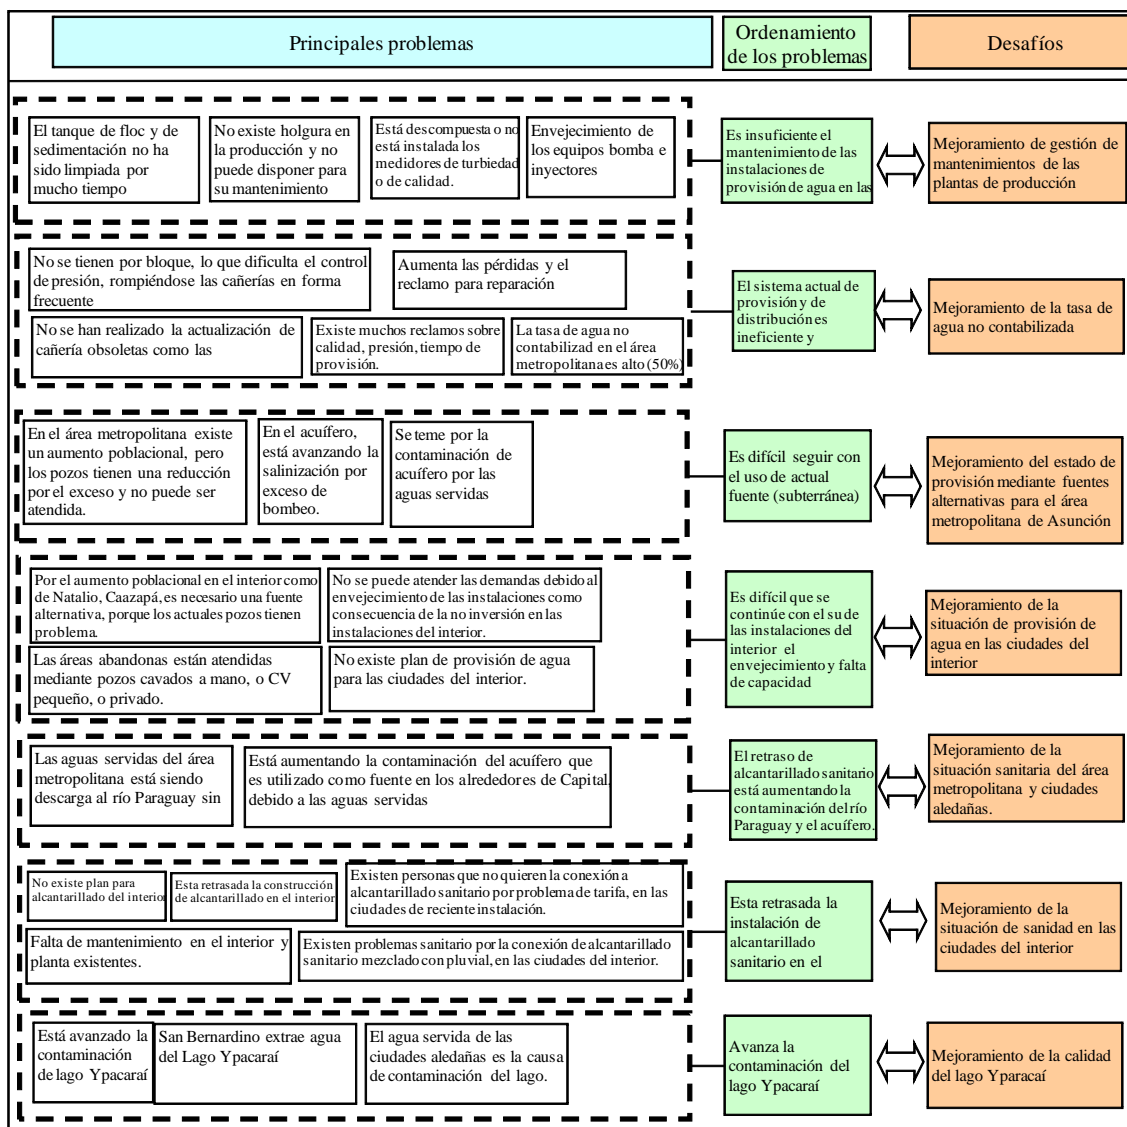 Principales problemas
Ordenamiento
de los problemas
Desafíos
El tanque de floc y de
sedimentación no ha
sido limpiada por
mucho tiempo
No existe holgura en
la producción y no
puede disponer para
su mantenimiento
Está descompuesta o no
está instalada los
medidores de turbiedad
o de calidad.
Envejecimiento de
los equipos bomba e
inyectores
Es insuficiente el
mantenimiento de las
instalaciones de
provisión de agua en las
Mejoramiento de gestión de
mantenimientos de las
plantas de producción
No se tienen por bloque, lo que dificulta el control
de presión, rompiéndose las cañerías en forma
frecuente
Aumenta las pérdidas y el
reclamo para reparación
No se han realizado la actualización de
cañería obsoletas como las
Existe muchos reclamos sobre
calidad, presión, tiempo de
provisión.
La tasa de agua no
contabilizad en el área
metropolitana es alto (50%)
El sistema actual de
provisión y de
distribución es
ineficiente y
Mejoramiento de la tasa de
agua no contabilizada
En el área metropolitana existe
un aumento poblacional, pero
los pozos tienen una reducción
por el exceso y no puede ser
atendida.
En el acuífero,
está avanzando la
salinización por
exceso de
bombeo.
Se teme por la
contaminación de
acuífero por las
aguas servidas
Es difícil seguir con
el uso de actual
fuente (subterránea)
Mejoramiento del estado de
provisión mediante fuentes
alternativas para el área
metropolitana de Asunción
Por el aumento poblacional en el interior como
de Natalio, Caazapá, es necesario una fuente
alternativa, porque los actuales pozos tienen
problema.
No se puede atender las demandas debido al
envejecimiento de las instalaciones como
consecuencia de la no inversión en las
instalaciones del interior.
Las áreas abandonas están atendidas
mediante pozos cavados a mano, o CV
pequeño, o privado.
No existe plan de provisión de agua
para las ciudades del interior.
Es difícil que se
continúe con el su de
las instalaciones del
interior el
envejecimiento y falta
de capacidad
Mejoramiento de la
situación de provisión de
agua en las ciudades del
interior
Las aguas servidas del área
metropolitana está siendo
descarga al río Paraguay sin
Está aumentando la contaminación del acuífero que
es utilizado como fuente en los alrededores de Capital,
debido a las aguas servidas
El retraso de
alcantarillado sanitario
está aumentando la
contaminación del río
Paraguay y el acuífero.
Mejoramiento de la
situación sanitaria del área
metropolitana y ciudades
aledañas.
No existe plan para
alcantarillado del interior
Esta retrasada la construcción
de alcantarillado en el interior
Existen personas que no quieren la conexión a
alcantarillado sanitario por problema de tarifa, en las
ciudades de reciente instalación.
Falta de mantenimiento en el interior y
planta existentes.
Existen problemas sanitario por la conexión de alcantarillado
sanitario mezclado con pluvial, en las ciudades del interior.
Esta retrasada la
instalación de
alcantarillado
sanitario en el
Mejoramiento de la
situación de sanidad en las
ciudades del interior
Está avanzado la
contaminación
de lago Ypacaraí
San Bernardino extrae agua
del Lago Ypacaraí
El agua servida de las
ciudades aledañas es la causa
de contaminación del lago.
Avanza la
contaminación del
lago Ypacaraí
Mejoramiento de la calidad
del lago Yparacaí